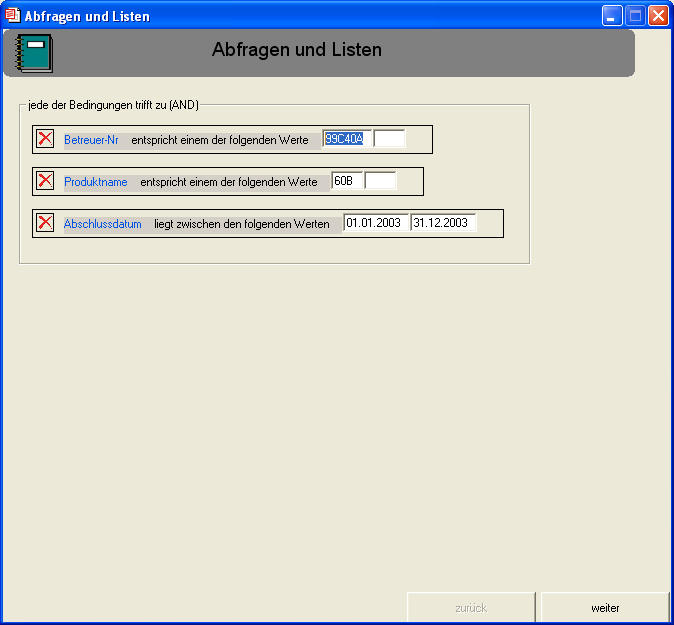 Abfragen und Listen
Abfragen und Listen
jede der Bedingungen trifft zu (AND)
Betreuer-Nr entspricht einem der folgenden Werte 99C40A
Produktname entspricht einem der folgenden Werte 60B
Abschlussdatum liegt zwischen den folgenden Werten 01.01.2003 31.12.2003
zurück weiter